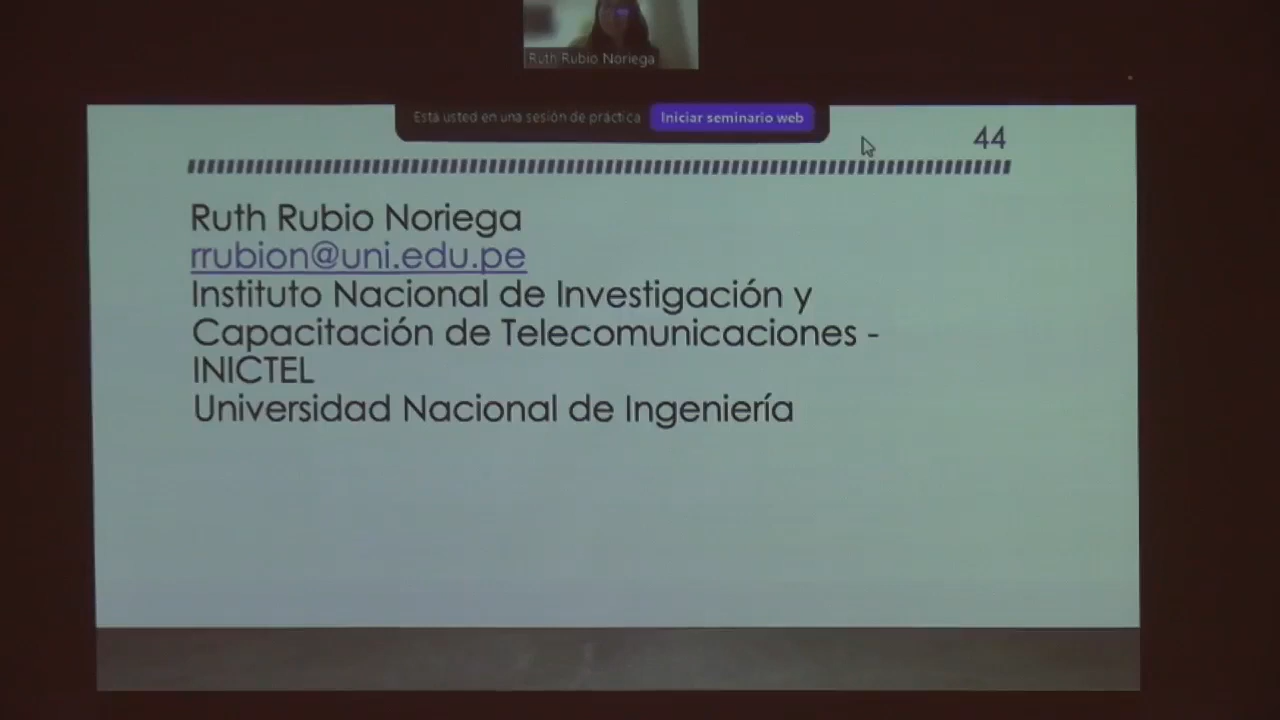 Ruth Rubio Noriega
Está usted en una sesión de práctica
Iniciar seminario web
44
Ruth Rubio Noriega
rrubion@uni.edu.pe
Instituto Nacional de Investigación y
Capacitación de Telecomunicaciones -
INICTEL
Universidad Nacional de Ingeniería